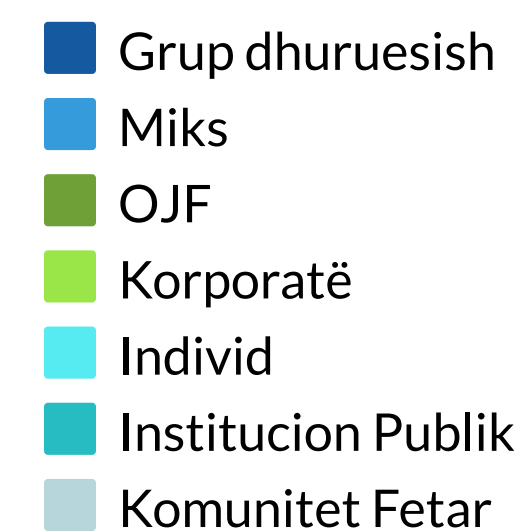 Grup dhuruesish
Miks
OJF
Korporatë
Individ
Institucion Publik
Komunitet Fetar